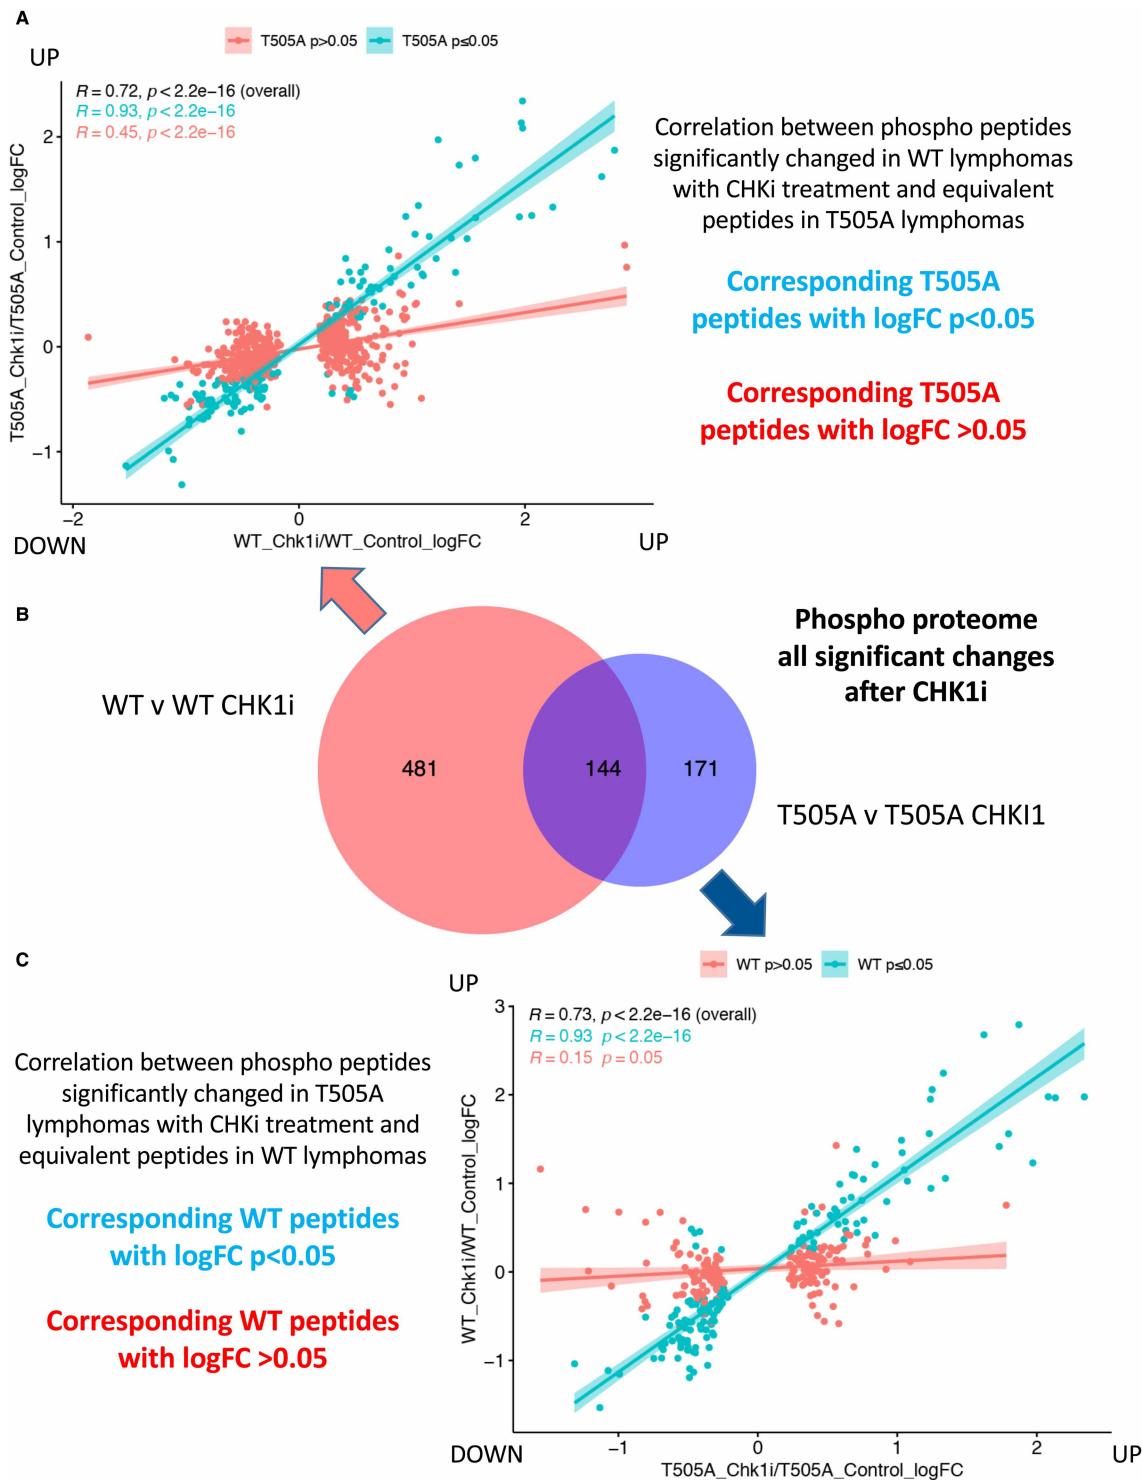 A
T505A p>0.05 T505A p≤0.05
UP
R = 0.72, p < 2.2e−16 (overall)
R = 0.93, p < 2.2e−16
R = 0.45, p < 2.2e−16
T505A_Chk1i/T505A_Control_logFC
2
1
0
−1
−2 0 2
DOWN
WT_Chk1i/WT_Control_logFC
UP
Correlation between phospho peptides
significantly changed in WT lymphomas
with CHKi treatment and equivalent
peptides in T505A lymphomas
Corresponding T505A
peptides with logFC p<0.05
Corresponding T505A
peptides with logFC >0.05
B
Phospho proteome
all significant changes
after CHK1i
WT v WT CHK1i
481 144 171
T505A v T505A CHKI1
C
WT p>0.05 WT p≤0.05
UP
R = 0.73, p < 2.2e−16 (overall)
R = 0.93 p < 2.2e−16
R = 0.15 p = 0.05
Correlation between phospho peptides
significantly changed in T505A
lymphomas with CHKi treatment and
equivalent peptides in WT lymphomas
Corresponding WT peptides
with logFC p<0.05
Corresponding WT peptides
with logFC >0.05
WT_Chk1i/WT_Control_logFC
3
2
1
0
−1
−1 0 1 2
DOWN
T505A_Chk1i/T505A_Control_logFC
UP